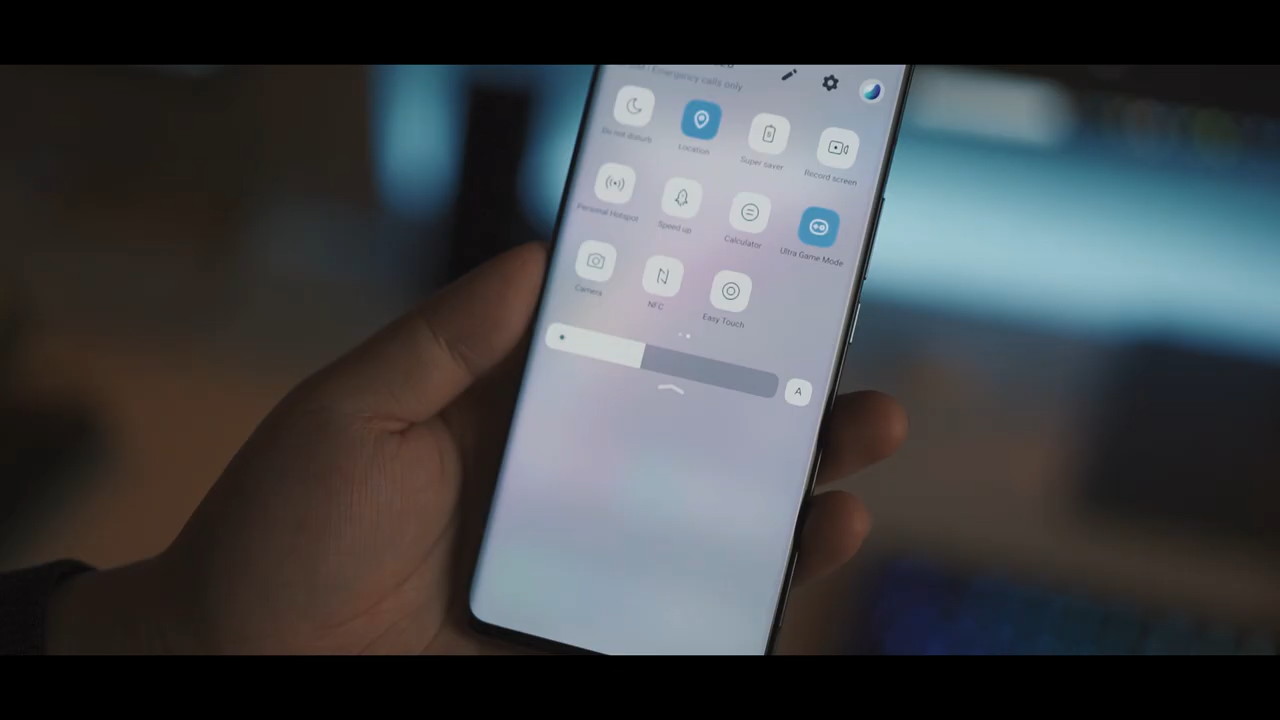 Emergency calls only
Do not disturb
Location
Super saver
Record screen
Personal Hotspot
Speed up
Calculator
Ultra Game Mode
Camera
NFC
Easy Touch
A